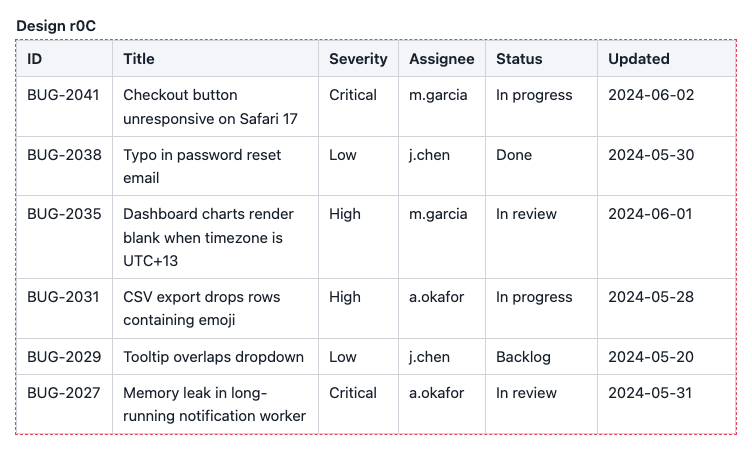 Design r0C
ID Title Severity Assignee Status Updated
BUG-2041 Checkout button Critical m.garcia In progress 2024-06-02
unresponsive on Safari 17
BUG-2038 Typo in password reset Low j.chen Done 2024-05-30
email
BUG-2035 Dashboard charts render High m.garcia In review 2024-06-01
blank when timezone is
UTC+13
BUG-2031 CSV export drops rows High a.okafor In progress 2024-05-28
containing emoji
BUG-2029 Tooltip overlaps dropdown Low j.chen Backlog 2024-05-20
BUG-2027 Memory leak in long- Critical a.okafor In review 2024-05-31
running notification worker